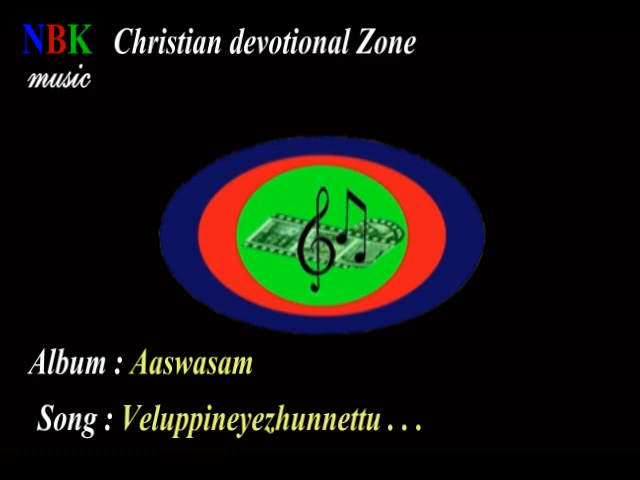 NBK Christian devotional Zone
music
Album : Aaswasam
Song : Veluppineyezhunnettu . . .